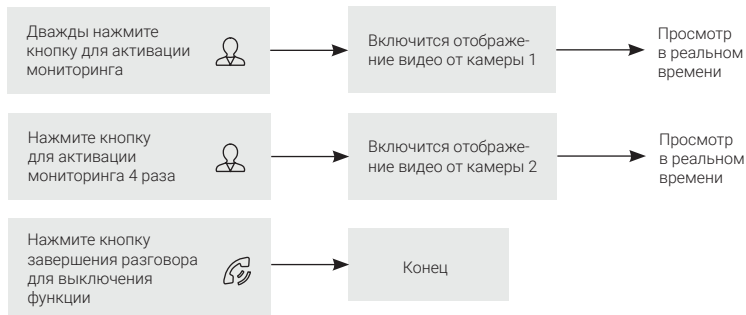 Дважды нажмите
кнопку для активации
мониторинга
Включится отображе-
ние видео от камеры 1
Просмотр
в реальном
времени
Нажмите кнопку
для активации
мониторинга 4 раза
Включится отображе-
ние видео от камеры 2
Просмотр
в реальном
времени
Нажмите кнопку
завершения разговора
для выключения
функции
Конец